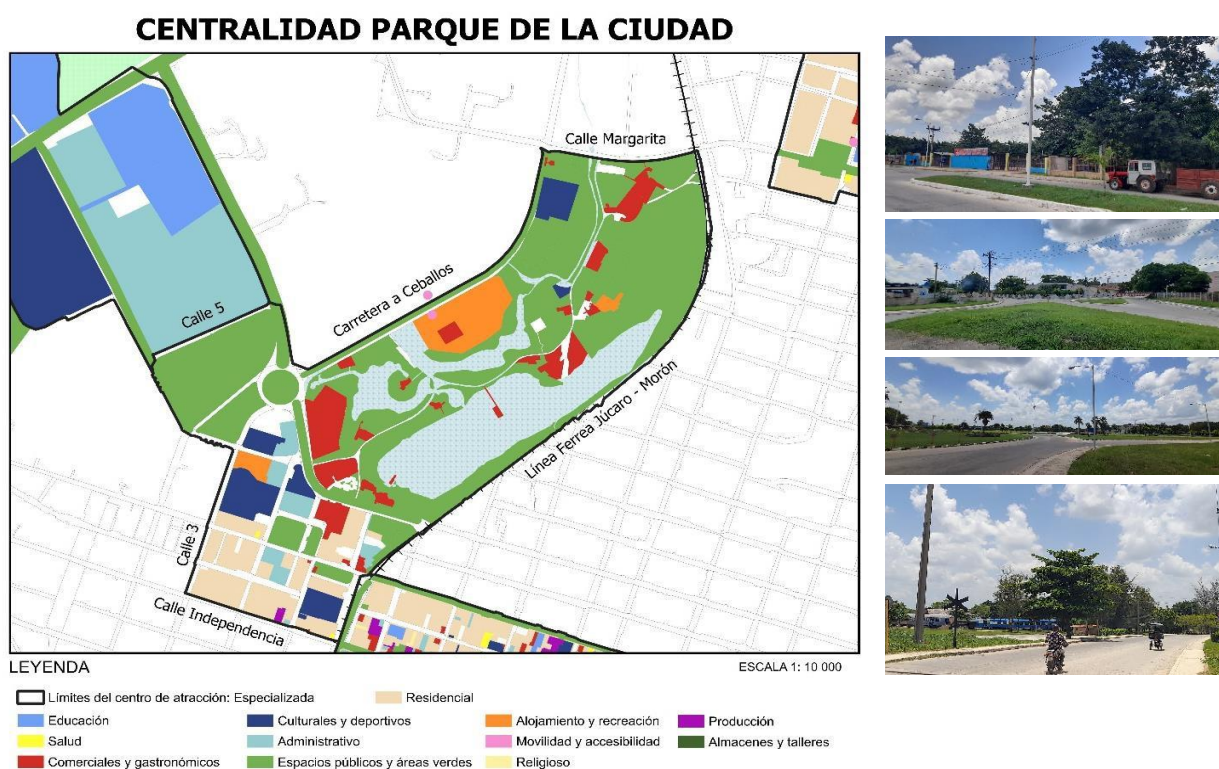 CENTRALIDAD PARQUE DE LA CIUDAD
Calle Margarita
Calle 5
Carretera a Ceballos
Línea Ferrea Júcaro - Morón
Calle 3
Calle Independencia
LEYENDA
ESCALA 1: 10 000
Límites del centro de atracción: Especializada
Residencial
Educación
Culturales y deportivos
Alojamiento y recreación
Producción
Salud
Administrativo
Movilidad y accesibilidad
Almacenes y talleres
Comerciales y gastronómicos
Espacios públicos y áreas verdes
Religioso